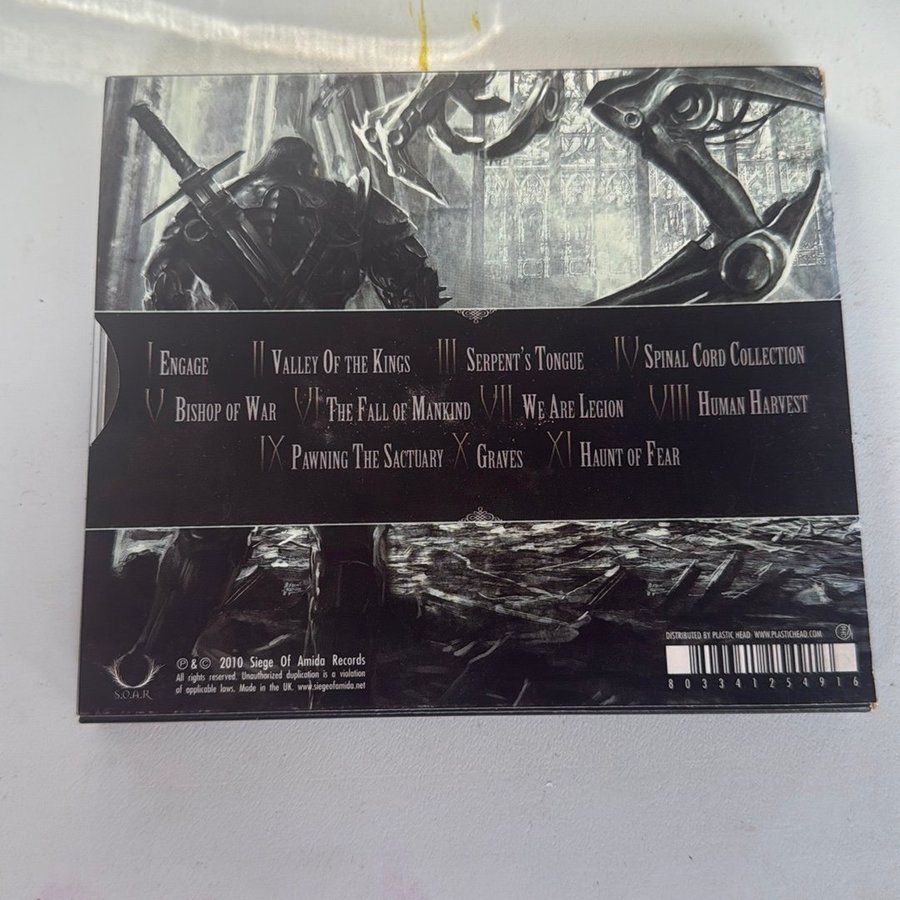 I ENGAGE II VALLEY OF THE KINGS III SERPENT'S TONGUE IV SPINAL CORD COLLECTION
V BISHOP OF WAR VI THE FALL OF MANKIND VII WE ARE LEGION VIII HUMAN HARVEST
IX PAWNING THE SACTUARY X GRAVES XI HAUNT OF FEAR
DISTRIBUTED BY PLASTIC HEAD WWW.PLASTICHEAD.COM
S.O.A.R
℗ & © 2010 Siege Of Amida Records
All rights reserved. Unauthorized duplication is a violation
of applicable laws. Made in the UK. www.siegeofamida.net
803341254916